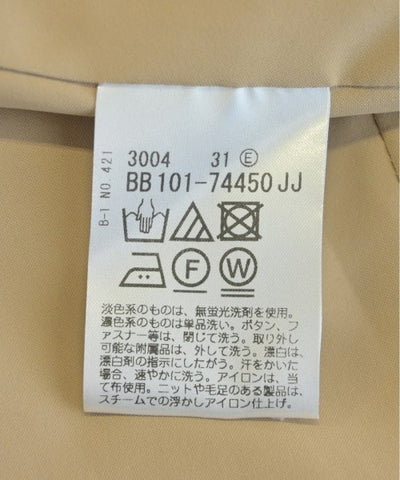 B-1 NO.421
3004 31 Ⓔ
BB101-74450JJ
F W
淡色系のものは、無蛍光洗剤を使用。
濃色系のものは単品洗い。ボタン、フ
ァスナー等は、閉じて洗う。取り外し
可能な附属品は、外して洗う。漂白は、
漂白剤の指示にしたがう。汗をかいた
場合、速やかに洗う。アイロンは、当
て布使用。ニットや毛足のある製品は、
スチームでの浮かしアイロン仕上げ。